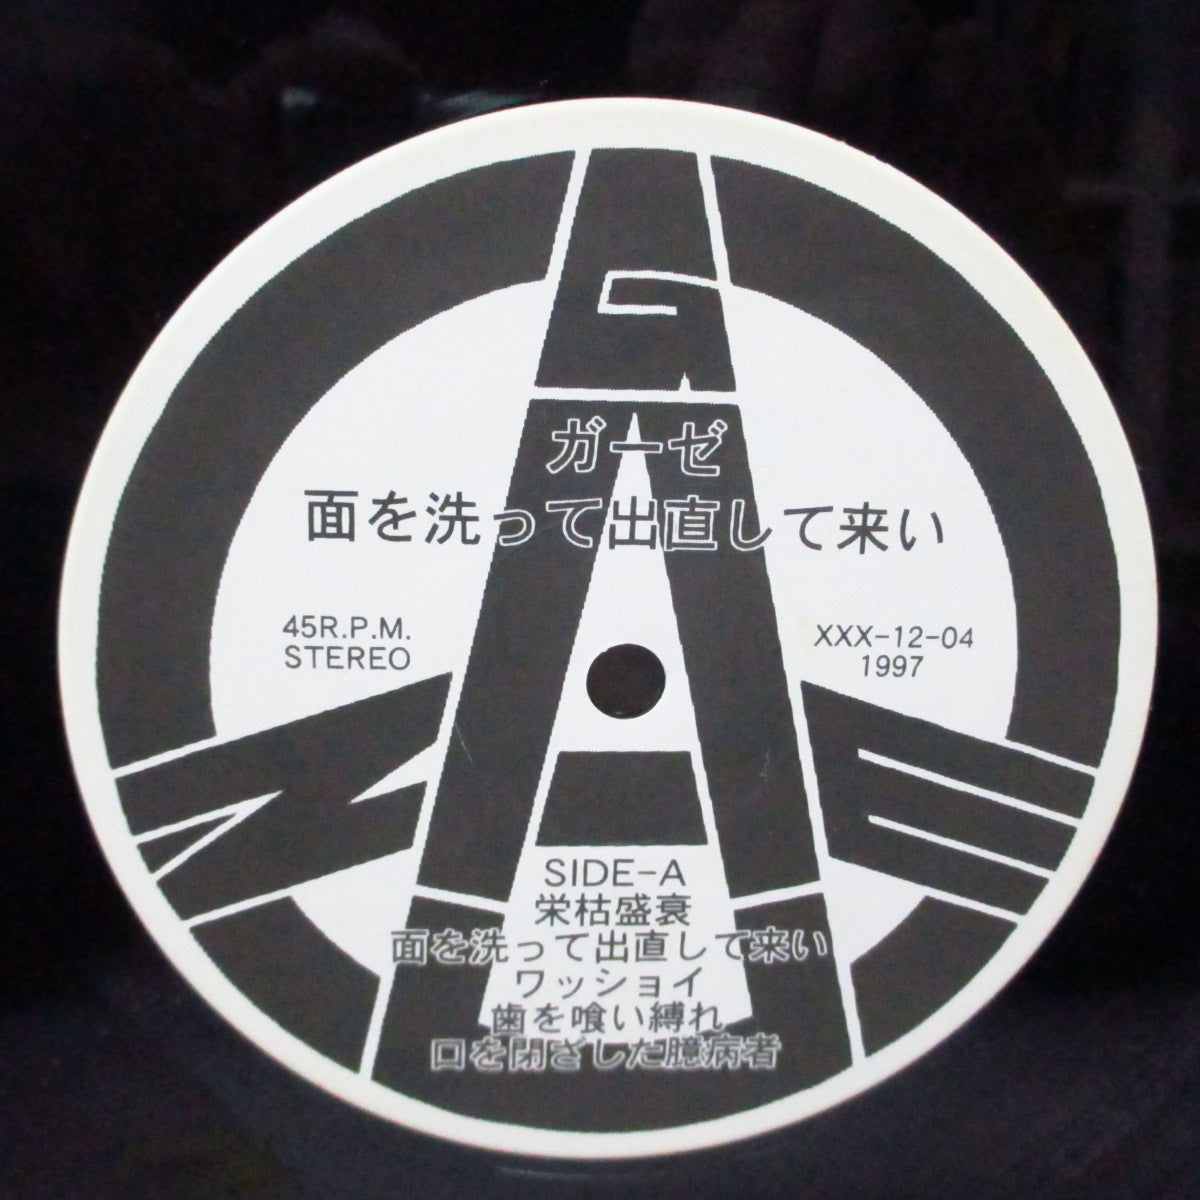 GAUZE
ガーゼ
面を洗って出直して来い
45R.P.M.
STEREO
XXX-12-04
1997
SIDE-A
栄枯盛衰
面を洗って出直して来い
ワッショイ
歯を喰い縛れ
口を閉ざした臆病者